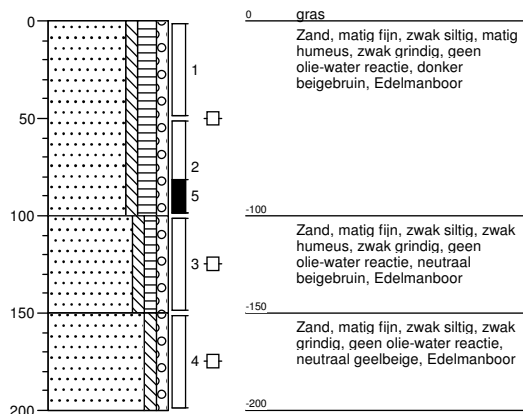 0
50
100
150
200
1
2
5
3
4
0 gras
Zand, matig fijn, zwak siltig, matig
humeus, zwak grindig, geen
olie-water reactie, donker
beigebruin, Edelmanboor
-100
Zand, matig fijn, zwak siltig, zwak
humeus, zwak grindig, geen
olie-water reactie, neutraal
beigebruin, Edelmanboor
-150
Zand, matig fijn, zwak siltig, zwak
grindig, geen olie-water reactie,
neutraal geelbeige, Edelmanboor
-200